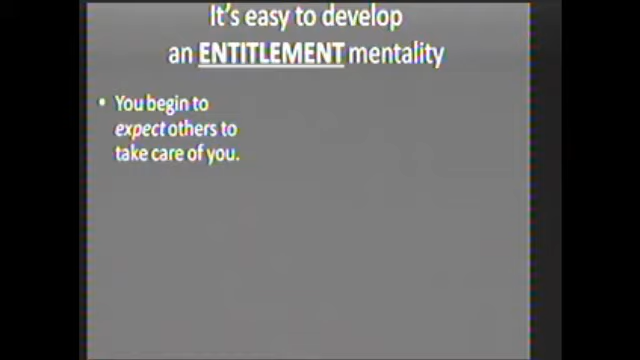 It's easy to develop
an ENTITLEMENT mentality
• You begin to
expect others to
take care of you.